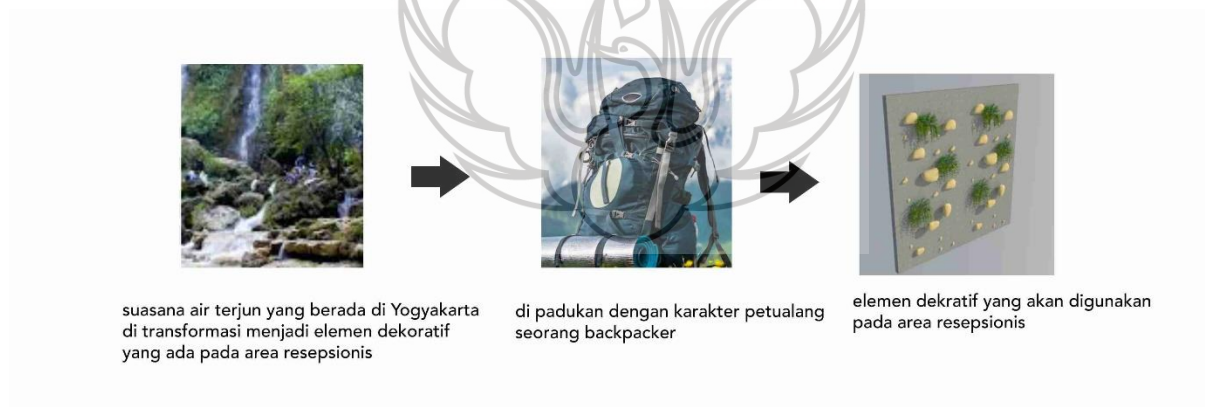 suasana air terjun yang berada di Yogyakarta
di transformasi menjadi elemen dekoratif
yang ada pada area resepsionis
di padukan dengan karakter petualang
seorang backpacker
elemen dekratif yang akan digunakan
pada area resepsionis